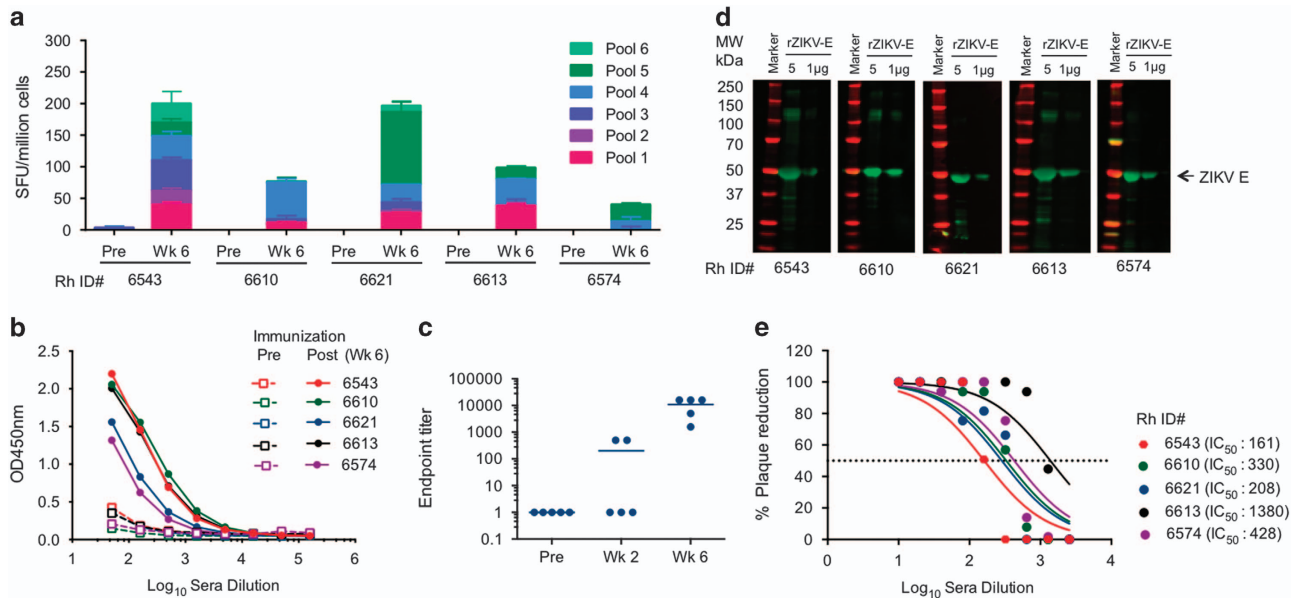 a
SFU/million cells
300
250
200
150
100
50
0
Pool 6
Pool 5
Pool 4
Pool 3
Pool 2
Pool 1
Pre Wk 6 Pre Wk 6 Pre Wk 6 Pre Wk 6 Pre Wk 6
Rh ID# 6543 6610 6621 6613 6574
d
MW
kDa
Marker rZIKV-E Marker rZIKV-E Marker rZIKV-E Marker rZIKV-E Marker rZIKV-E
5 1µg 5 1µg 5 1µg 5 1µg 5 1µg
250
150
100
70
50
37
25
ZIKV E
Rh ID# 6543 6610 6621 6613 6574
b
OD450nm
2.5
2.0
1.5
1.0
0.5
0.0
1 2 3 4 5 6
Log10 Sera Dilution
Immunization
Pre Post (Wk 6)
6543
6610
6621
6613
6574
c
Endpoint titer
100000
10000
1000
100
10
1
0.1
Pre Wk 2 Wk 6
e
% Plaque reduction
120
100
80
60
40
20
0
0 1 2 3 4
Log10 Sera Dilution
Rh ID#
6543 (IC50 : 161)
6610 (IC50 : 330)
6621 (IC50 : 208)
6613 (IC50 : 1380)
6574 (IC50 : 428)